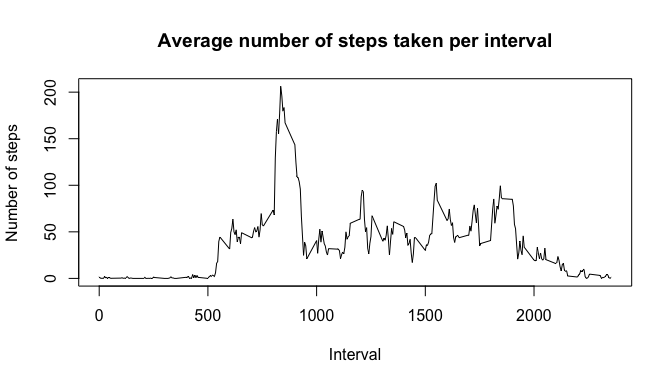 Average number of steps taken per interval
Number of steps
200
150
100
50
0
0 500 1000 1500 2000
Interval